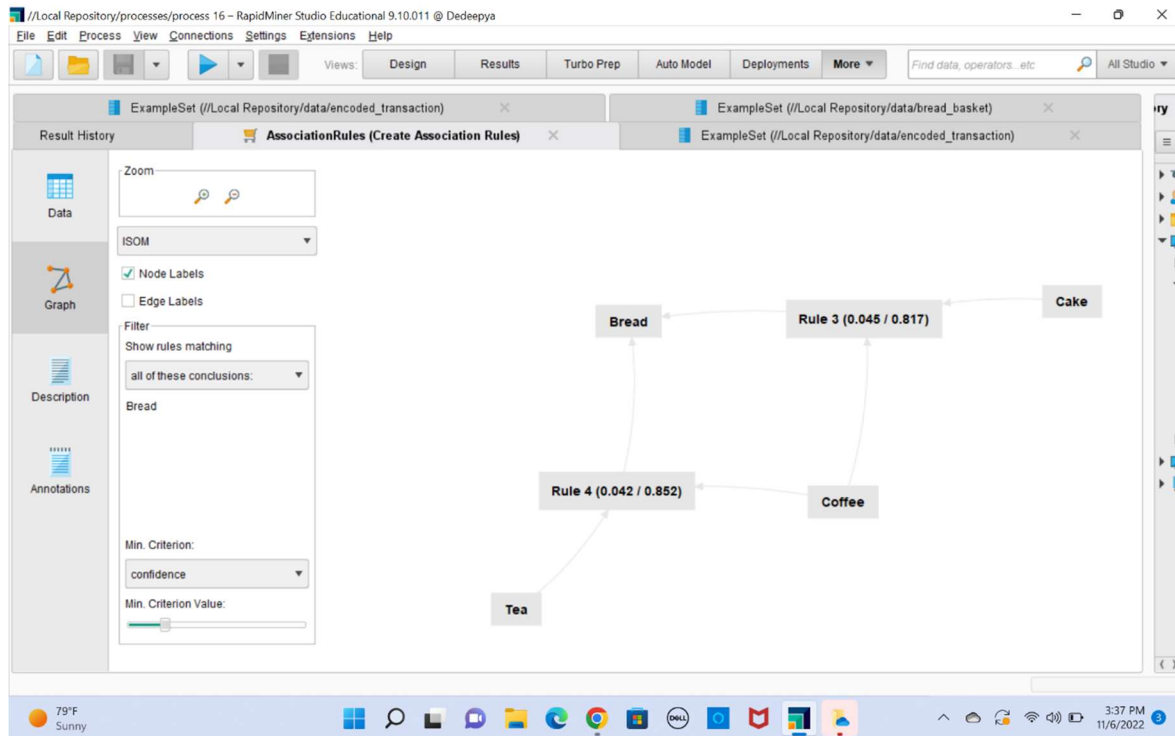 //Local Repository/processes/process 16 – RapidMiner Studio Educational 9.10.011 @ Dedeepya
File Edit Process View Connections Settings Extensions Help
Views: Design Results Turbo Prep Auto Model Deployments More Find data, operators...etc All Studio
ExampleSet (//Local Repository/data/encoded_transaction) ExampleSet (//Local Repository/data/bread_basket)
Result History AssociationRules (Create Association Rules) ExampleSet (//Local Repository/data/encoded_transaction)
Data
Graph
Description
Annotations
Zoom
ISOM
Node Labels
Edge Labels
Filter
Show rules matching
all of these conclusions:
Bread
Min. Criterion:
confidence
Min. Criterion Value:
Cake
Bread
Rule 3 (0.045 / 0.817)
Rule 4 (0.042 / 0.852)
Coffee
Tea
79°F
Sunny
DELL
3:37 PM
11/6/2022
3